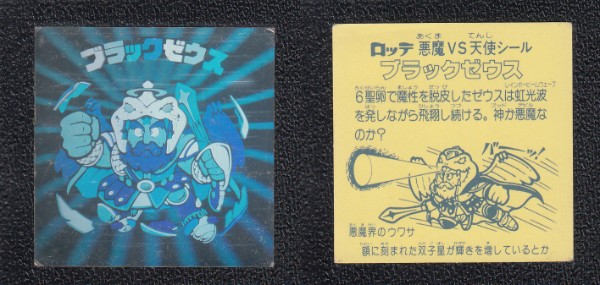 ブラックゼウス
ロッテ 悪魔VS天使シール
ブラックゼウス
6聖卵で魔性を脱皮したゼウスは虹光波
を発しながら飛翔し続ける。神か悪魔な
のか?
悪魔界のウワサ
額に刻まれた双子星が輝きを増しているとか